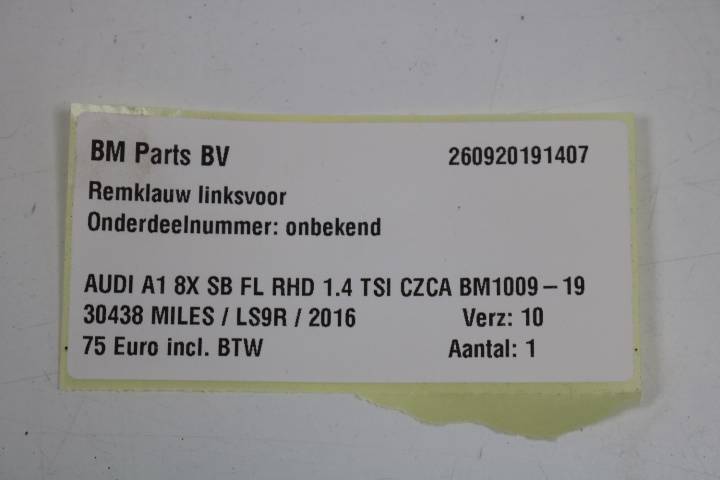 BM Parts BV 260920191407
Remklauw linksvoor
Onderdeelnummer: onbekend
AUDI A1 8X SB FL RHD 1.4 TSI CZCA BM1009-19
30438 MILES / LS9R / 2016 Verz: 10
75 Euro incl. BTW Aantal: 1